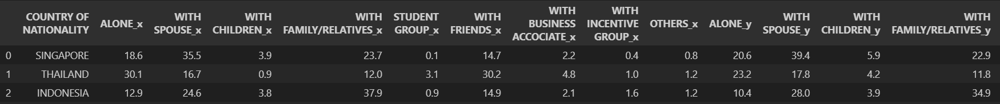 COUNTRY OF NATIONALITY ALONE_x WITH SPOUSE_x WITH CHILDREN_x WITH FAMILY/RELATIVES_x STUDENT GROUP_x WITH FRIENDS_x WITH BUSINESS ACCOCIATE_x WITH INCENTIVE GROUP_x OTHERS_x ALONE_y WITH SPOUSE_y WITH CHILDREN_y WITH FAMILY/RELATIVES_y
0 SINGAPORE 18.6 35.5 3.9 23.7 0.1 14.7 2.2 0.4 0.8 20.6 39.4 5.9 22.9
1 THAILAND 30.1 16.7 0.9 12.0 3.1 30.2 4.8 1.0 1.2 23.2 17.8 4.2 11.8
2 INDONESIA 12.9 24.6 3.8 37.9 0.9 14.9 2.1 1.6 1.2 10.4 28.0 3.9 34.9